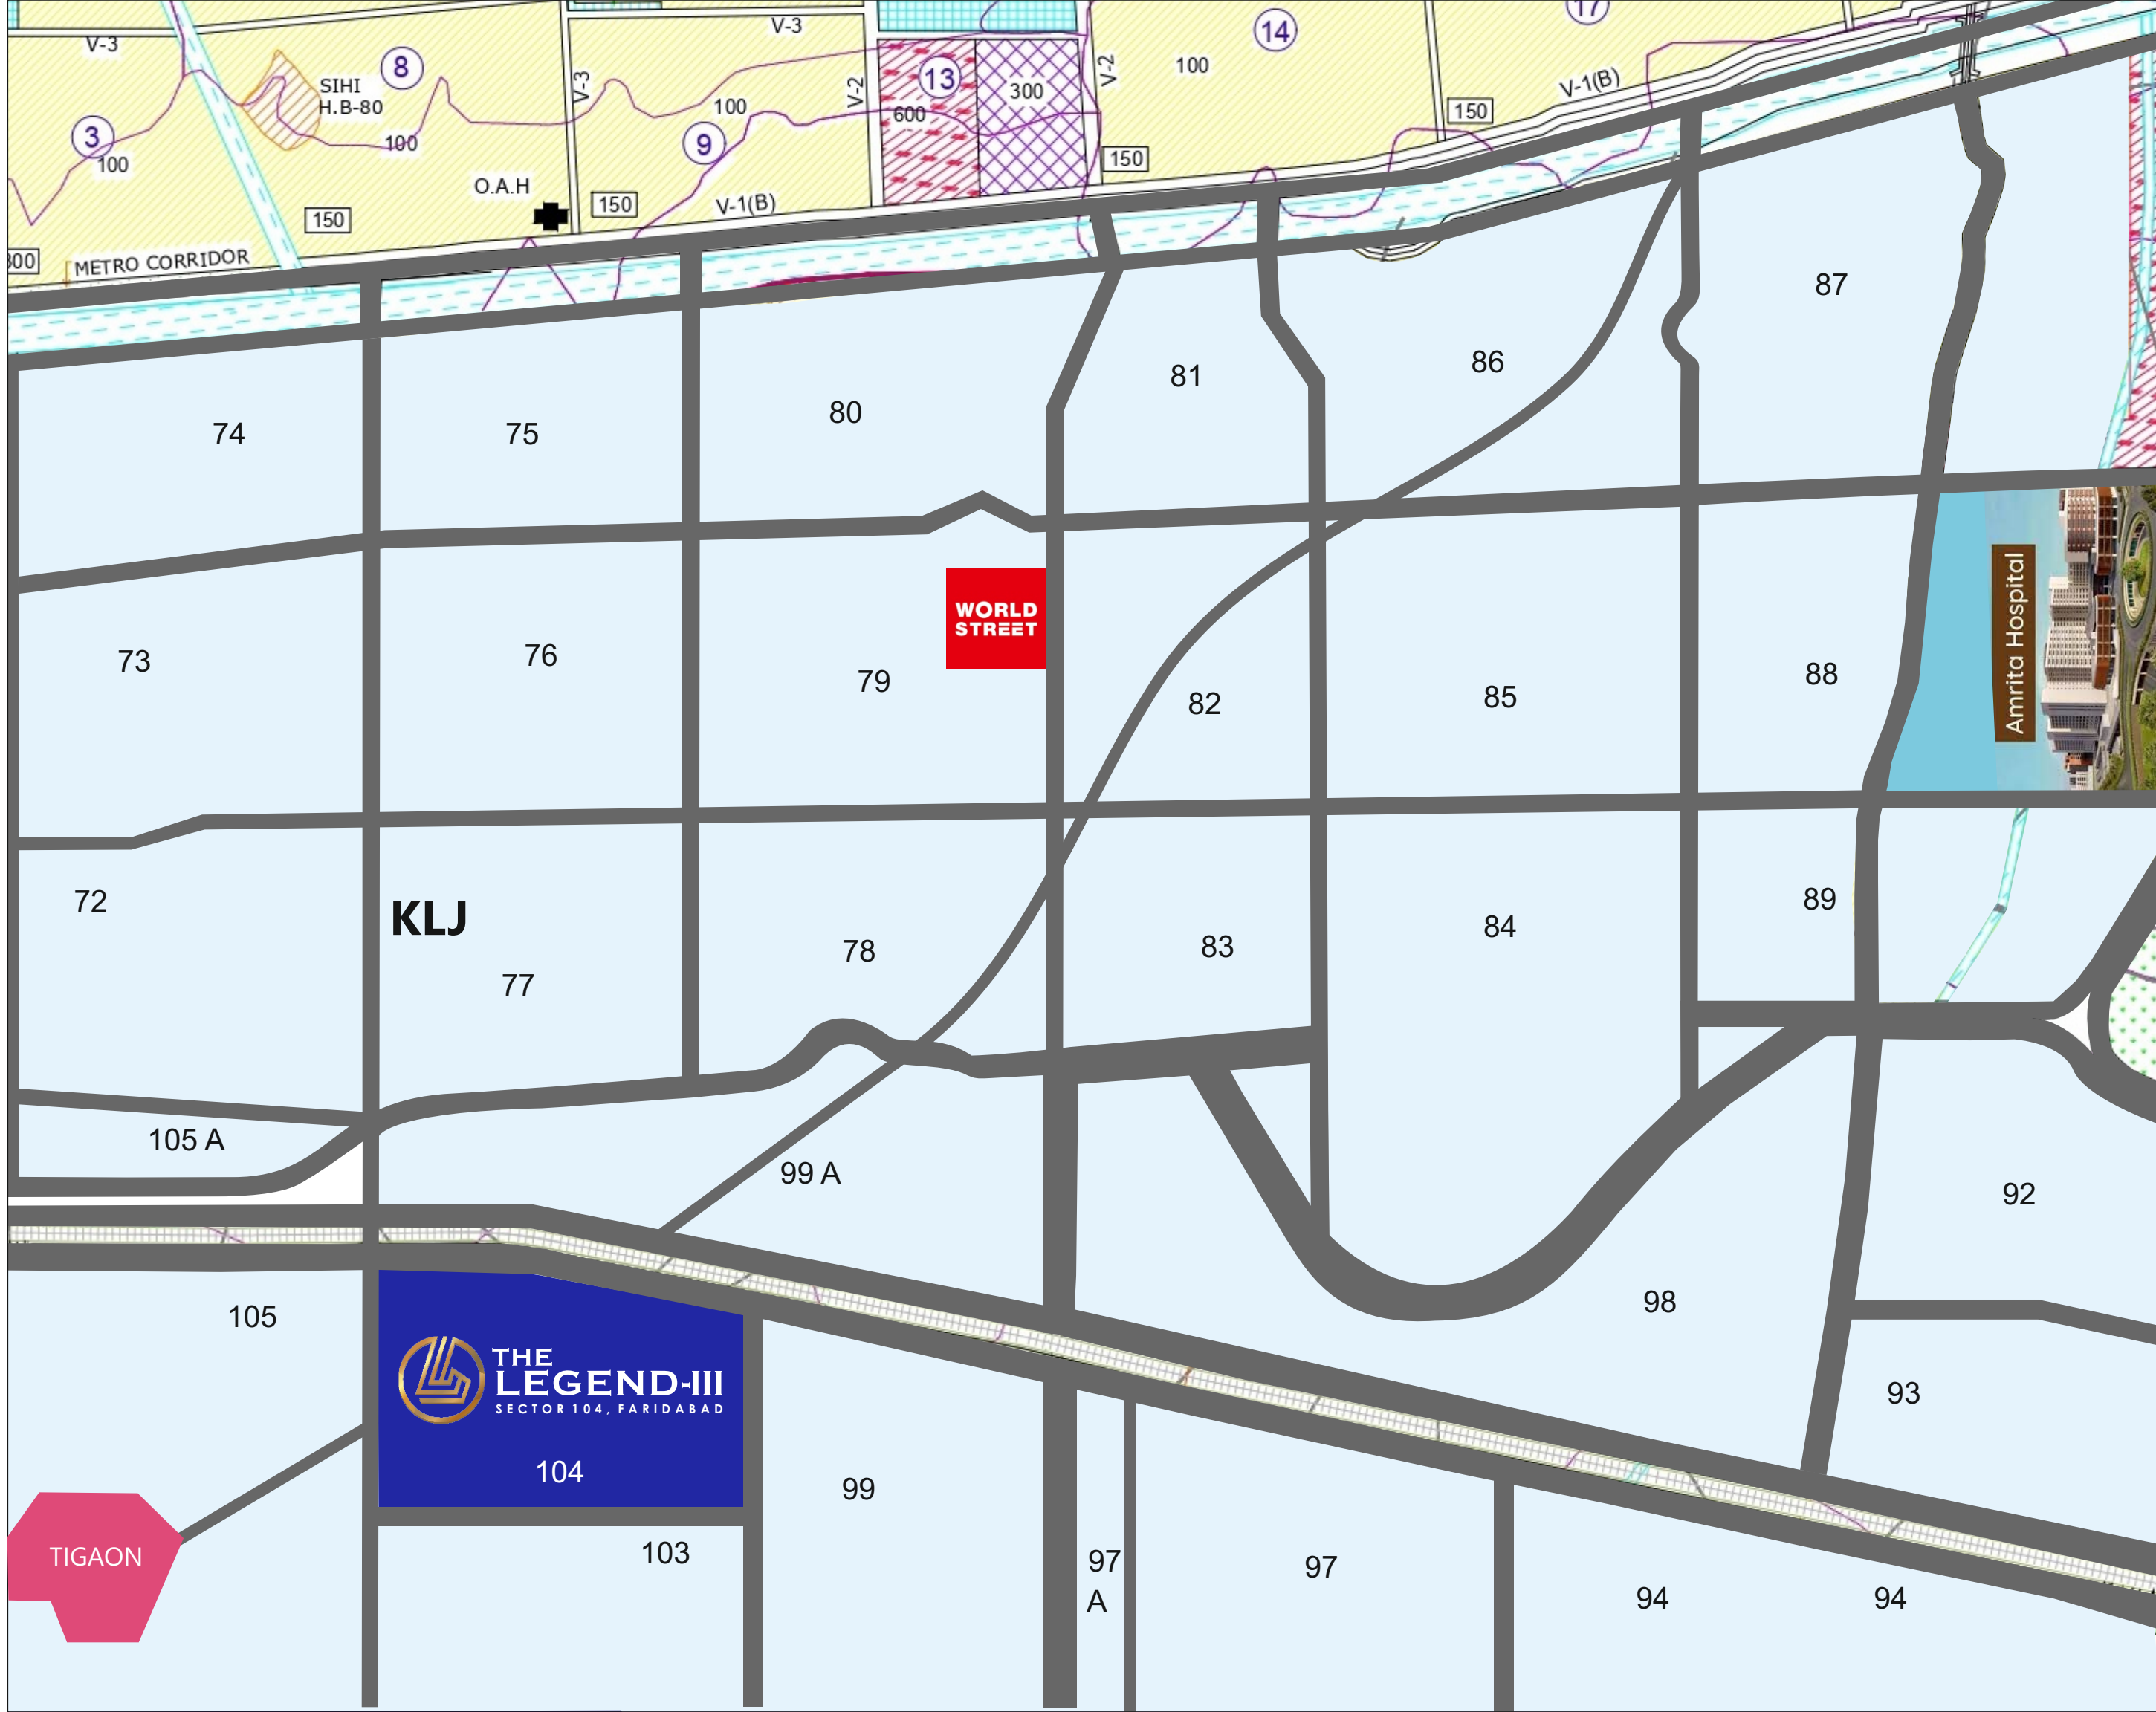 V-3
V-3
8
SIHI
H.B-80
3
100
100
V-3
100
9
V-2
13
600
300
V-2
14
100
17
V-1(B)
150
150
O.A.H
150
150
V-1(B)
METRO CORRIDOR
300
74
75
80
81
86
87
73
76
79
WORLD
STREET
82
85
88
Amrita Hospital
72
KLJ
77
78
83
84
89
105 A
99 A
92
105
98
THE
LEGEND-III
SECTOR 104, FARIDABAD
104
93
99
TIGAON
103
97
A
97
94
94